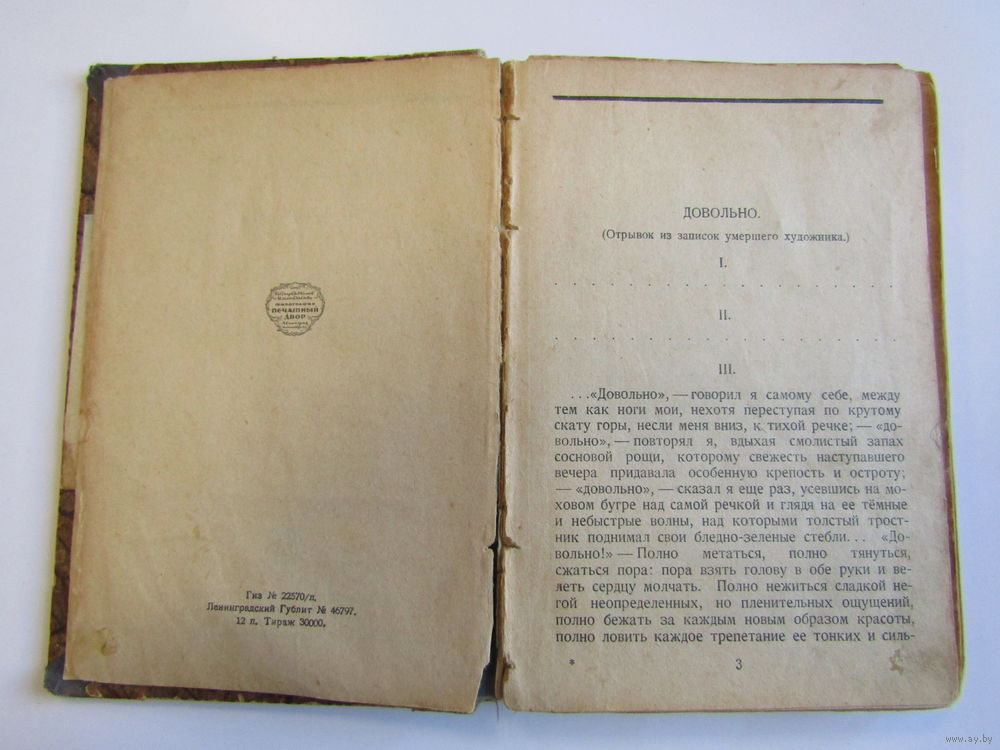 ПЕЧАТНЫЙ
ДВОР
Гиз № 22570/л.
Ленинградский Гублит № 46797.
12 л. Тираж 30000.
ДОВОЛЬНО.
(Отрывок из записок умершего художника.)
I.
. . . . . . . . . . . . . . . . . . . . . .
II.
. . . . . . . . . . . . . . . . . . . . . .
III.
...«Довольно», — говорил я самому себе, между
тем как ноги мои, нехотя переступая по крутому
скату горы, несли меня вниз, к тихой речке; — «до-
вольно», — повторял я, вдыхая смолистый запах
сосновой рощи, которому свежесть наступавшего
вечера придавала особенную крепость и остроту;
— «довольно», — сказал я еще раз, усевшись на мо-
ховом бугре над самой речкой и глядя на ее тёмные
и небыстрые волны, над которыми толстый трост-
ник поднимал свои бледно-зеленые стебли... «До-
вольно!» — Полно метаться, полно тянуться,
сжаться пора: пора взять голову в обе руки и ве-
леть сердцу молчать. Полно нежиться сладкой не-
гой неопределенных, но пленительных ощущений,
полно бежать за каждым новым образом красоты,
полно ловить каждое трепетание ее тонких и силь-
* 3
www.ay.by